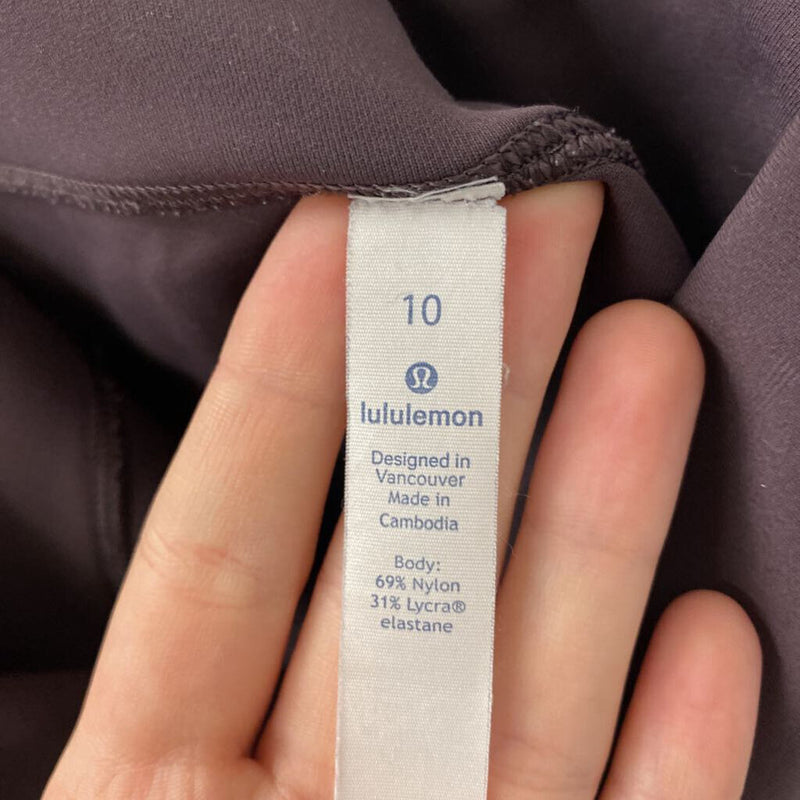 10
lululemon
Designed in
Vancouver
Made in
Cambodia
Body:
69% Nylon
31% Lycra®
elastane